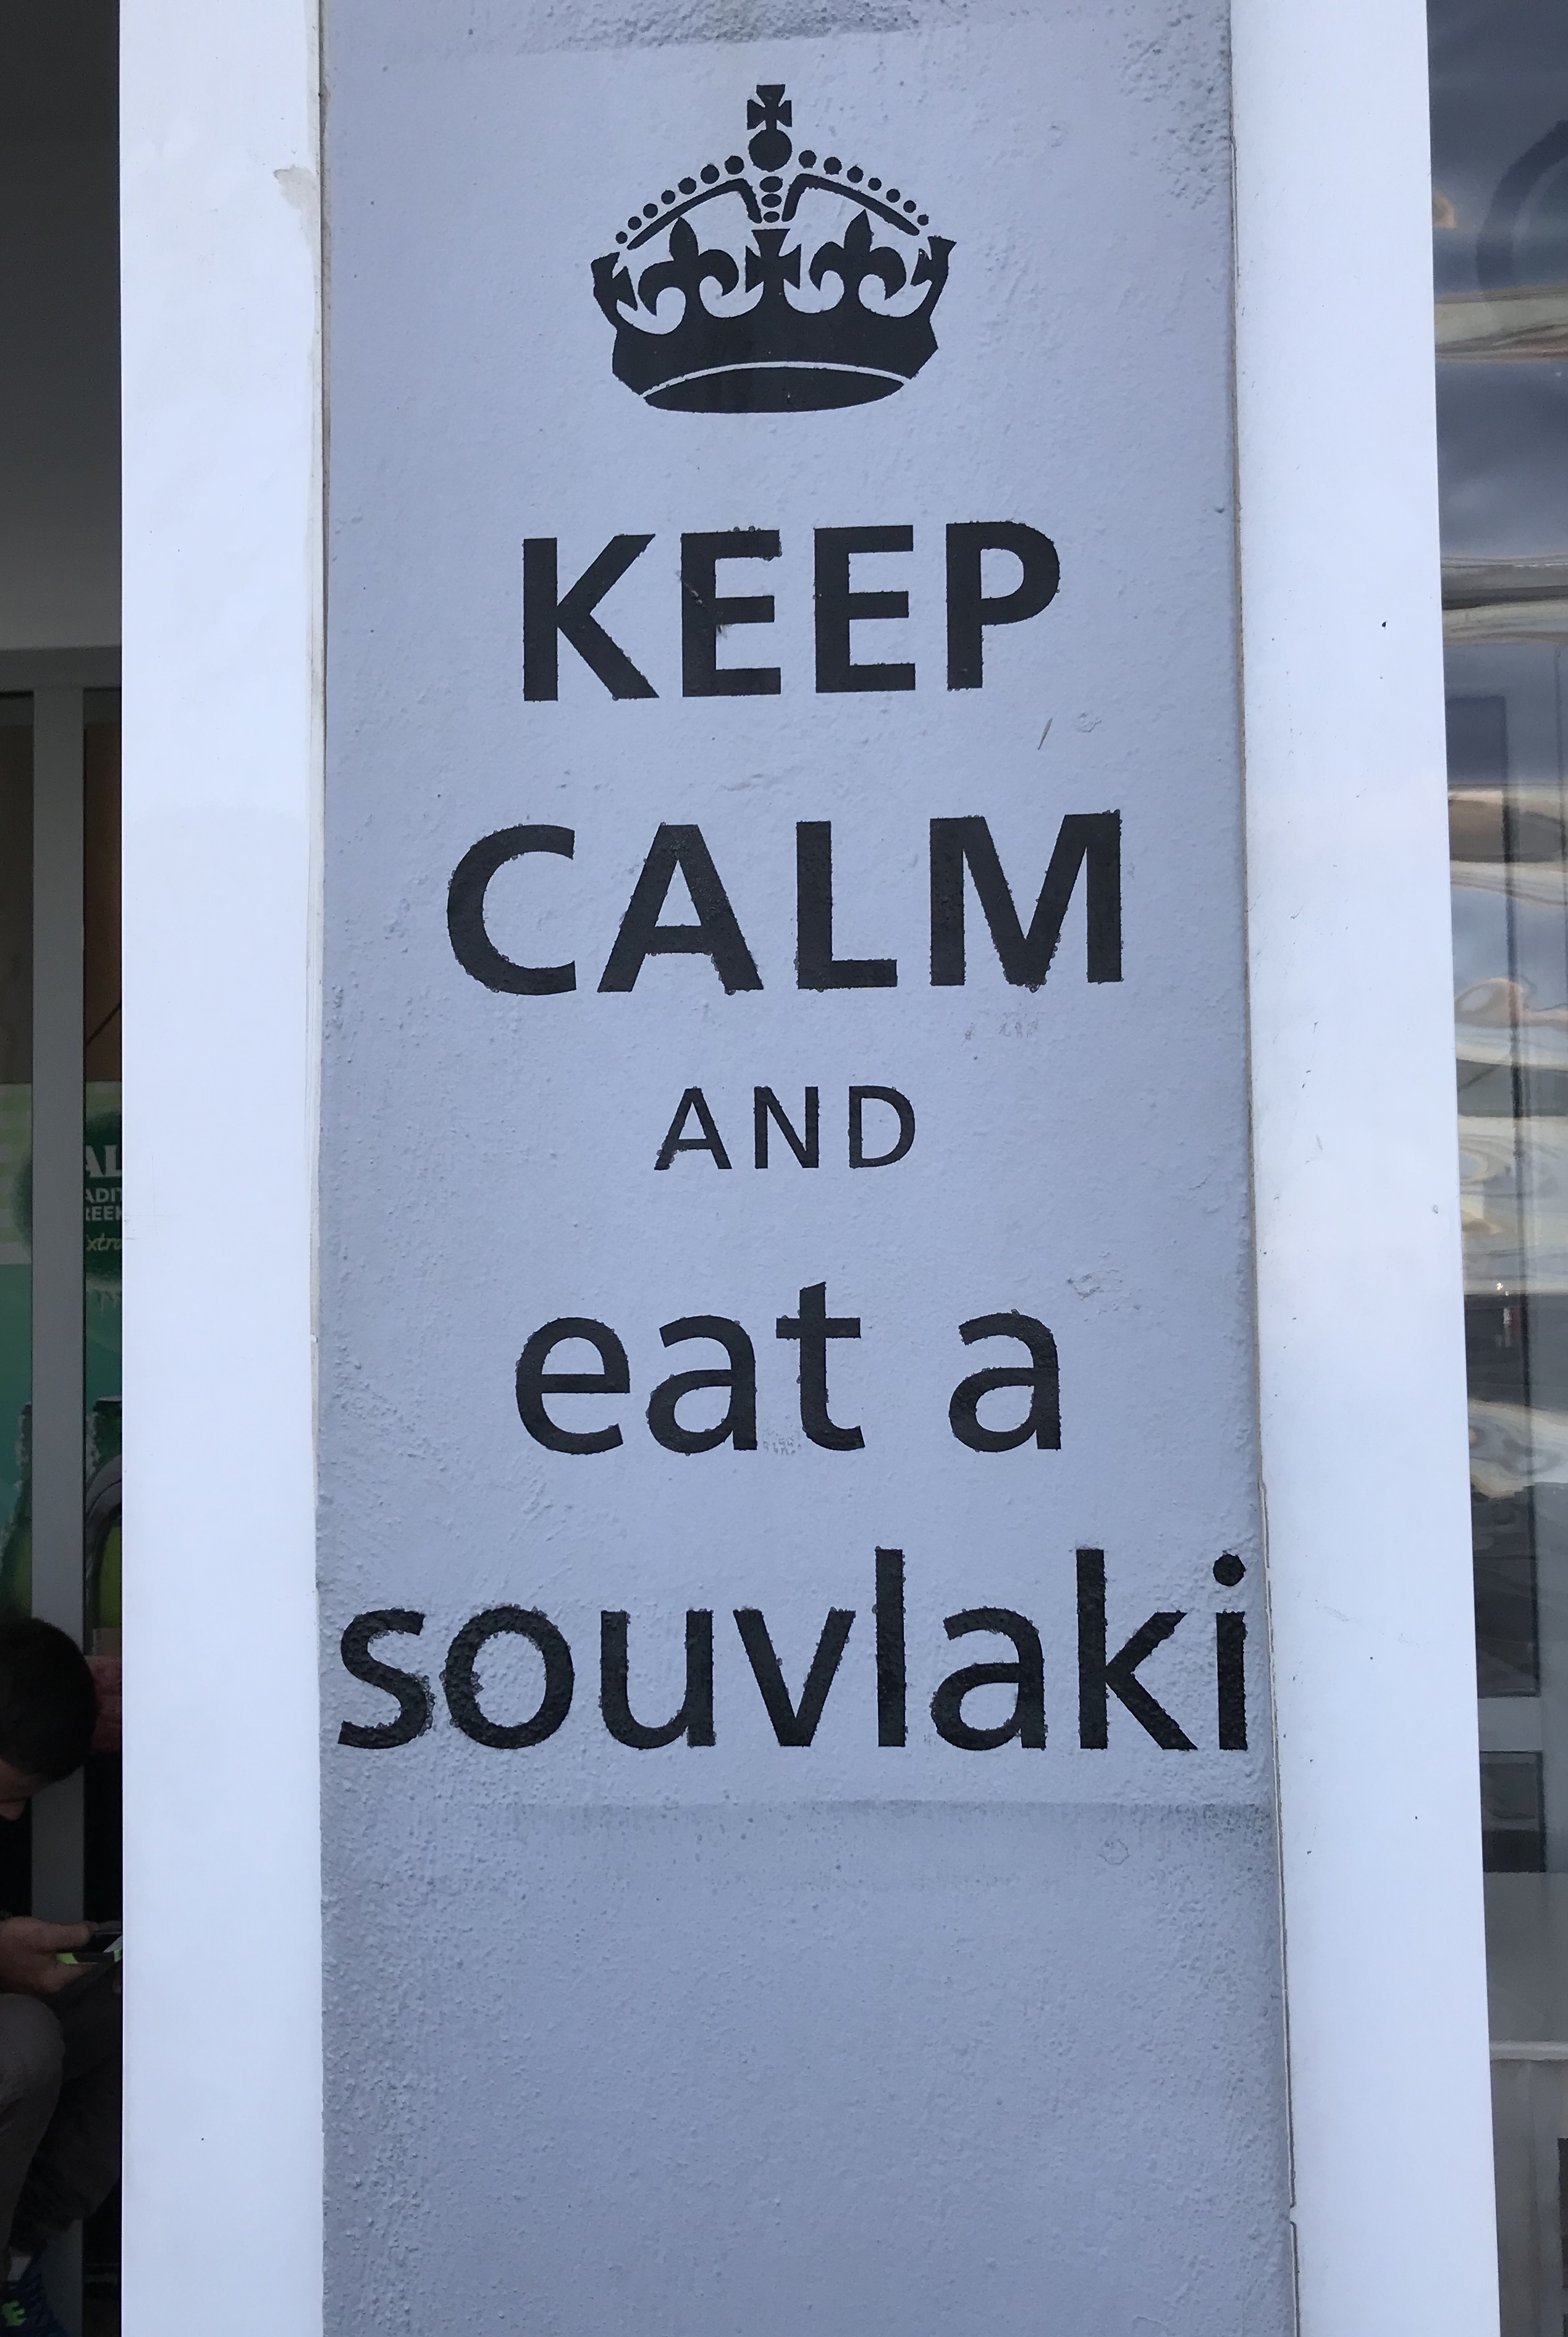 KEEP
CALM
AND
eat a
souvlaki